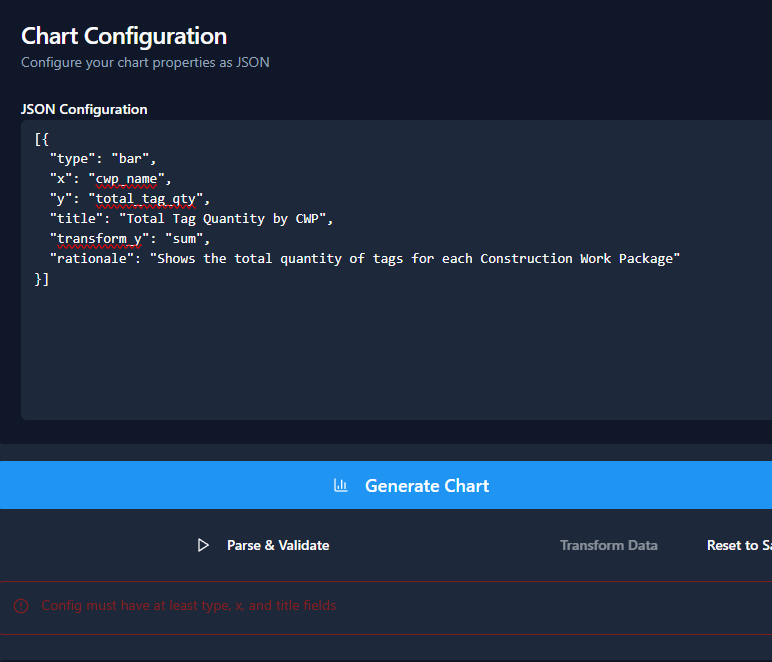 Chart Configuration
Configure your chart properties as JSON
JSON Configuration
[{
  "type": "bar",
  "x": "cwp_name",
  "y": "total_tag_qty",
  "title": "Total Tag Quantity by CWP",
  "transform_y": "sum",
  "rationale": "Shows the total quantity of tags for each Construction Work Package"
}]
Generate Chart
Parse & Validate
Transform Data
Reset to
Config must have at least type, x, and title fields